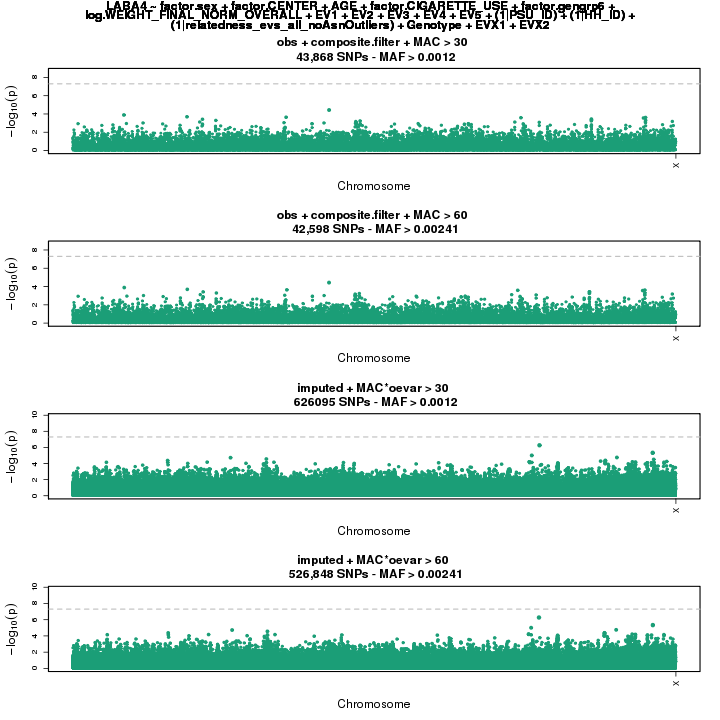 LABA4 ~ factor.sex + factor.CENTER + AGE + factor.CIGARETTE_USE + factor.gengrp6 +
log.WEIGHT_FINAL_NORM_OVERALL + EV1 + EV2 + EV3 + EV4 + EV5 + (1|PSU_ID) + (1|HH_ID) +
(1|relatedness_evs_all_noAsnOutliers) + Genotype + EVX1 + EVX2
obs + composite.filter + MAC > 30
43,868 SNPs - MAF > 0.0012
−log10(p)
0 2 4 6 8
X
Chromosome
obs + composite.filter + MAC > 60
42,598 SNPs - MAF > 0.00241
−log10(p)
0 2 4 6 8
X
Chromosome
imputed + MAC*oevar > 30
626095 SNPs - MAF > 0.0012
−log10(p)
0 2 4 6 8 10
X
Chromosome
imputed + MAC*oevar > 60
526,848 SNPs - MAF > 0.00241
−log10(p)
0 2 4 6 8 10
X
Chromosome